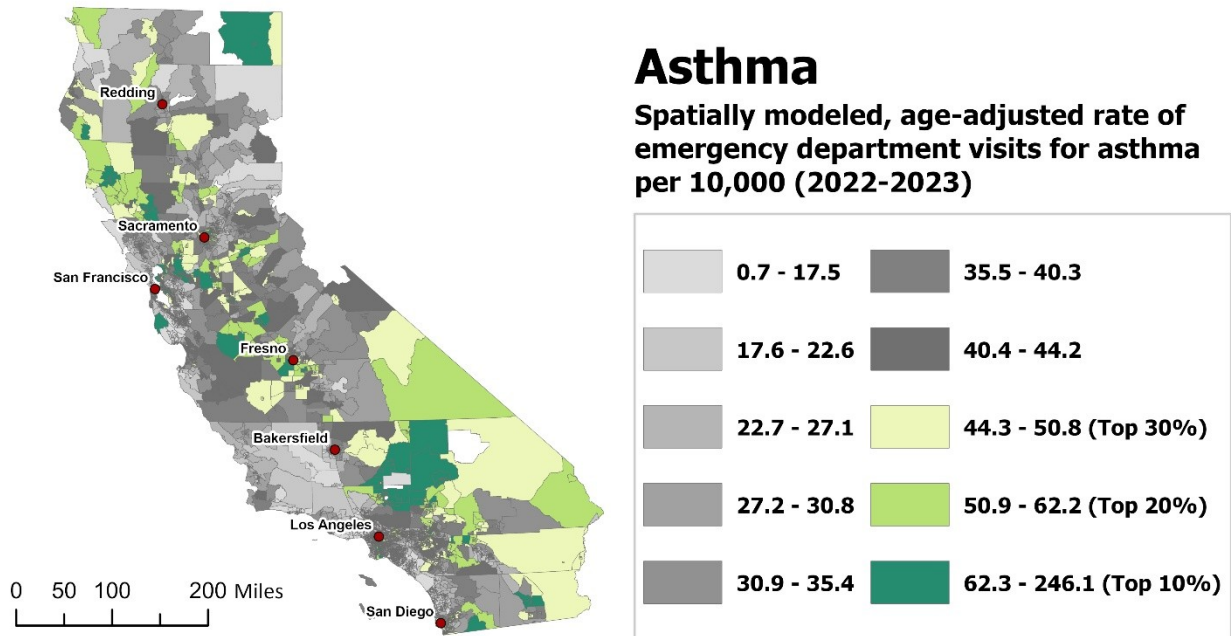 Redding
Sacramento
San Francisco
Fresno
Bakersfield
Los Angeles
San Diego
0 50 100 200 Miles
Asthma
Spatially modeled, age-adjusted rate of
emergency department visits for asthma
per 10,000 (2022-2023)
0.7 - 17.5
17.6 - 22.6
22.7 - 27.1
27.2 - 30.8
30.9 - 35.4
35.5 - 40.3
40.4 - 44.2
44.3 - 50.8 (Top 30%)
50.9 - 62.2 (Top 20%)
62.3 - 246.1 (Top 10%)